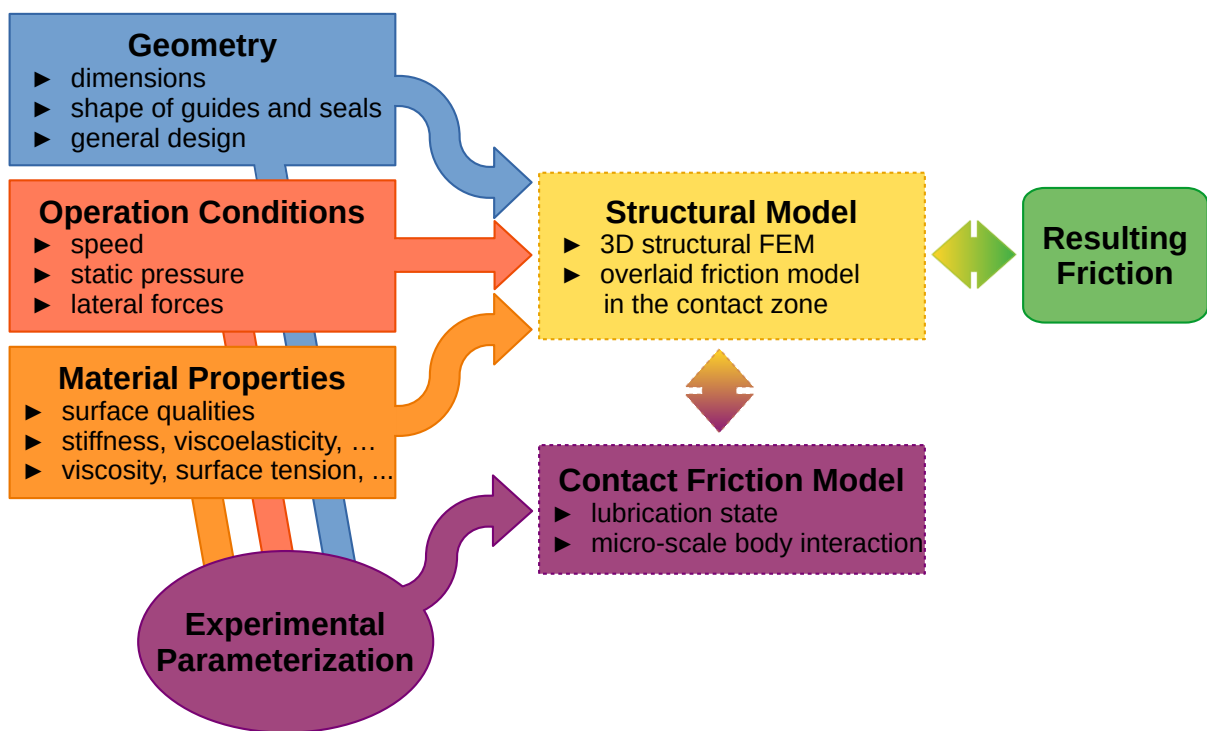 Geometry
► dimensions
► shape of guides and seals
► general design
Operation Conditions
► speed
► static pressure
► lateral forces
Material Properties
► surface qualities
► stiffness, viscoelasticity, …
► viscosity, surface tension, ...
Experimental
Parameterization
Structural Model
► 3D structural FEM
► overlaid friction model
in the contact zone
Contact Friction Model
► lubrication state
► micro-scale body interaction
Resulting
Friction